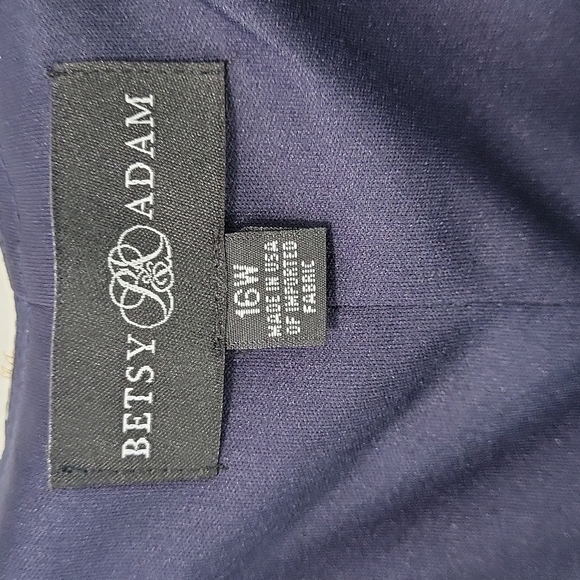 BETSY ADAM
16W
MADE IN USA
OF IMPORTED
FABRIC